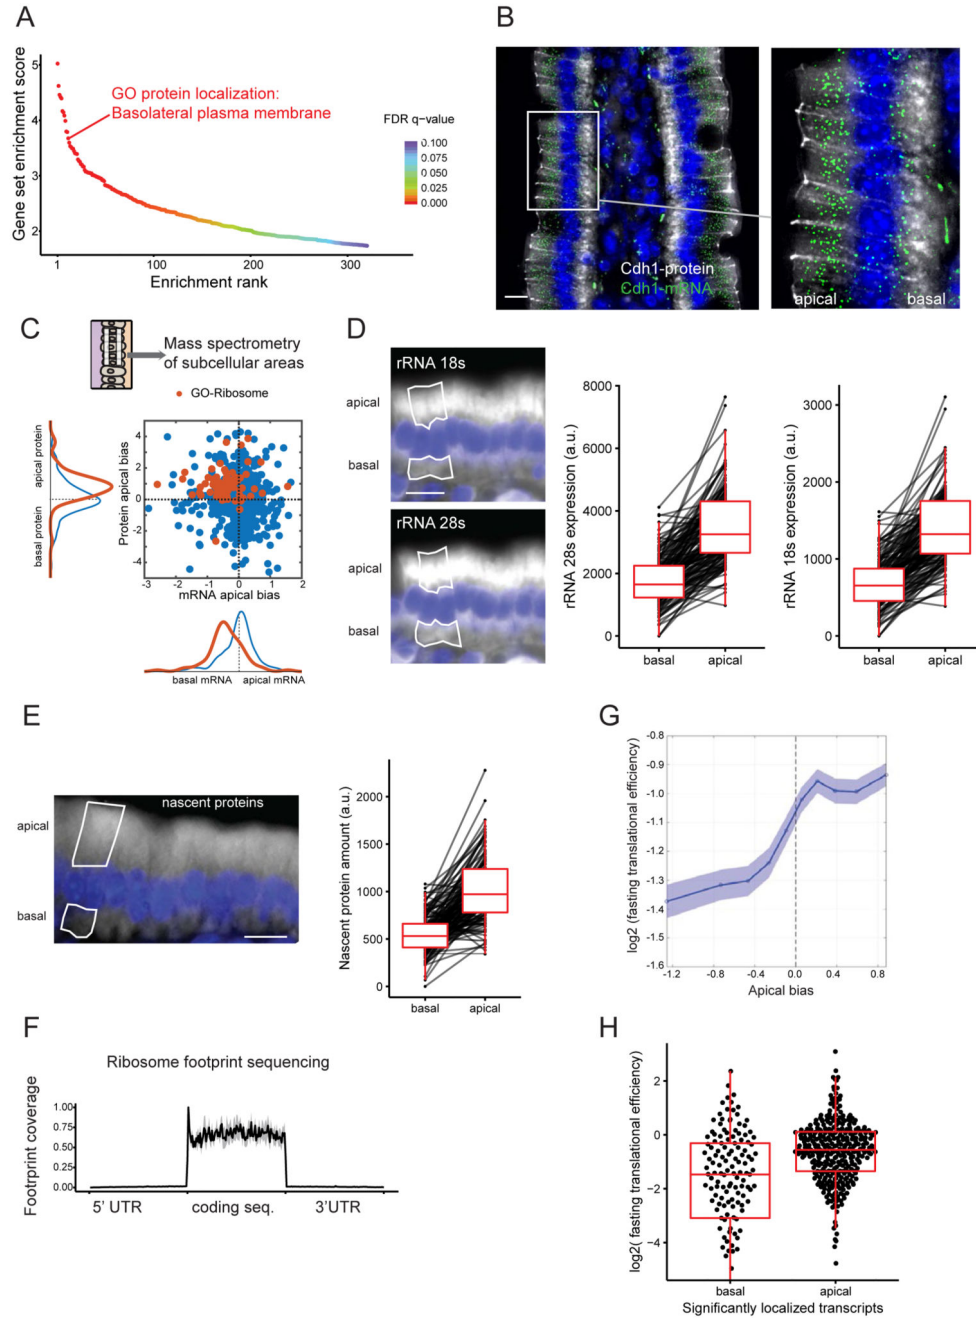 A
Gene set enrichment score
5
4
3
2
GO protein localization:
Basolateral plasma membrane
FDR q-value
0.100
0.075
0.050
0.025
0.000
1
100
200
300
Enrichment rank
B
Cdh1-protein
Cdh1-mRNA
apical
basal
C
Mass spectrometry
of subcellular areas
GO-Ribosome
apical protein
basal protein
Protein apical bias
4
2
0
-2
-4
-3
-2
-1
0
1
2
mRNA apical bias
basal mRNA
apical mRNA
D
rRNA 18s
apical
basal
rRNA 28s
apical
basal
rRNA 28s expression (a.u.)
8000
6000
4000
2000
0
basal
apical
rRNA 18s expression (a.u.)
3000
2000
1000
0
basal
apical
E
nascent proteins
apical
basal
Nascent protein amount (a.u.)
2000
1500
1000
500
0
basal
apical
G
log2 (fasting translational efficiency)
-0.8
-0.9
-1.0
-1.1
-1.2
-1.3
-1.4
-1.5
-1.6
-1.2
-0.8
-0.4
0.0
0.4
0.8
Apical bias
F
Ribosome footprint sequencing
Footrprint coverage
1.00
0.75
0.50
0.25
0.00
5' UTR
coding seq.
3'UTR
H
log2( fasting translational efficiency)
2
0
−2
−4
basal
apical
Significantly localized transcripts